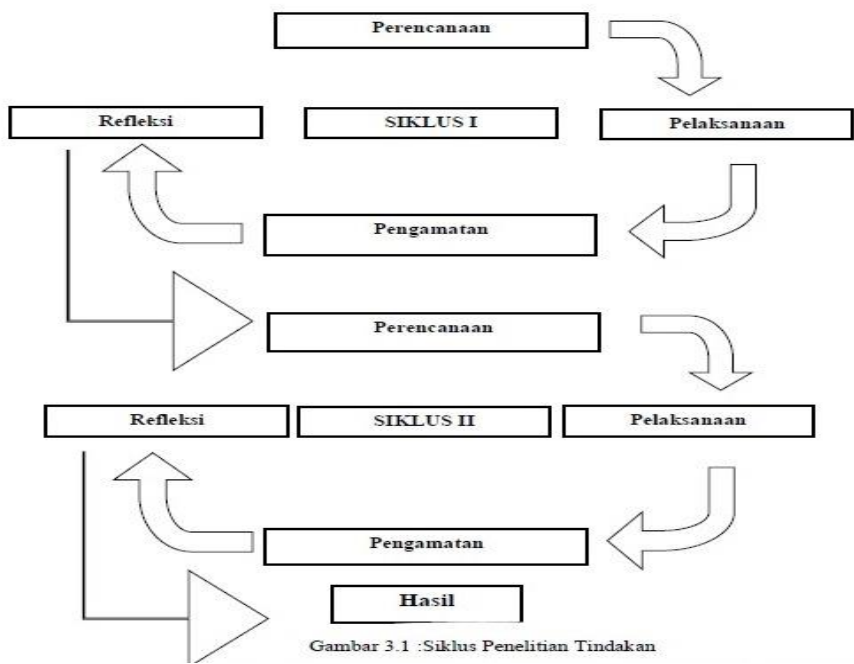 Perencanaan
Refleksi
SIKLUS I
Pelaksanaan
Pengamatan
Perencanaan
Refleksi
SIKLUS II
Pelaksanaan
Pengamatan
Hasil
Gambar 3.1 :Siklus Penelitian Tindakan